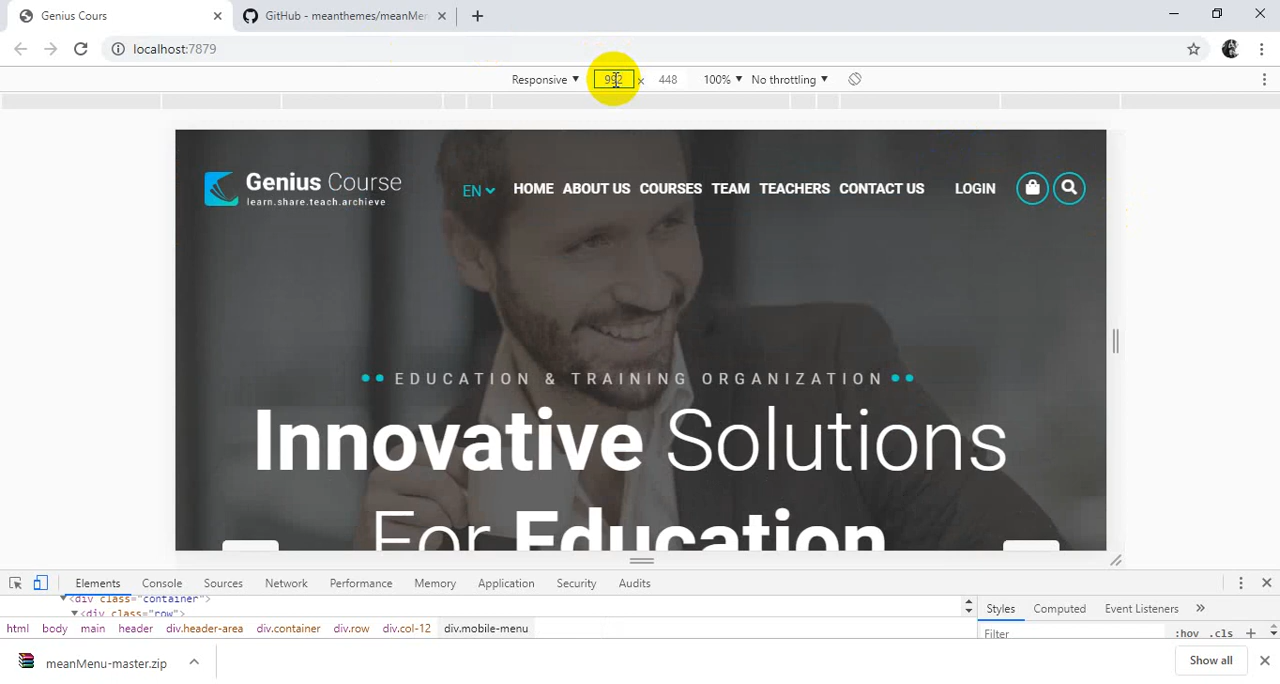 Genius Cours
GitHub - meanthemes/meanMen
localhost:7879
Responsive 992 × 448 100% No throttling
Genius Course
learn.share.teach.archieve
EN HOME ABOUT US COURSES TEAM TEACHERS CONTACT US LOGIN
EDUCATION & TRAINING ORGANIZATION
Innovative Solutions
For Education
Elements Console Sources Network Performance Memory Application Security Audits
<div class="container">
<div class="row">
html body main header div.header-area div.container div.row div.col-12 div.mobile-menu
Styles Computed Event Listeners »
Filter :hov .cls +
meanMenu-master.zip
Show all